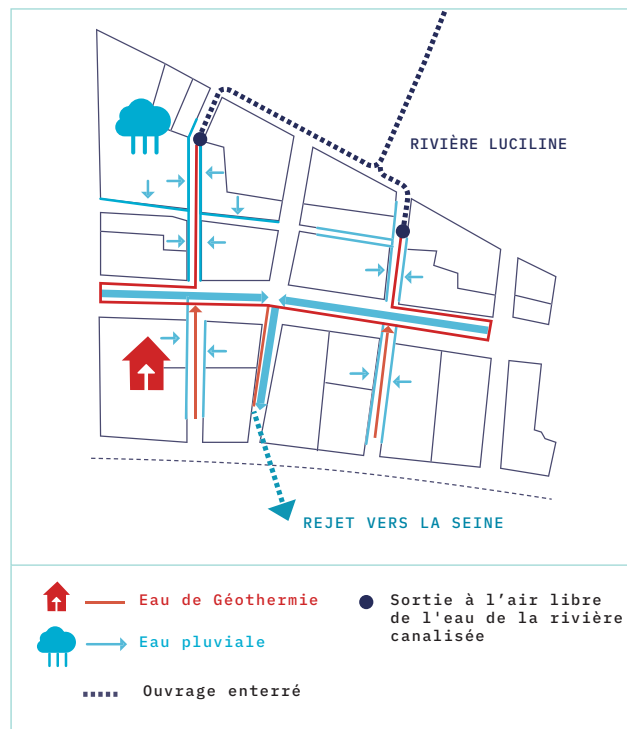 RIVIÈRE LUCILINE
REJET VERS LA SEINE
Eau de Géothermie
Eau pluviale
Ouvrage enterré
Sortie à l’air libre
de l'eau de la rivière
canalisée